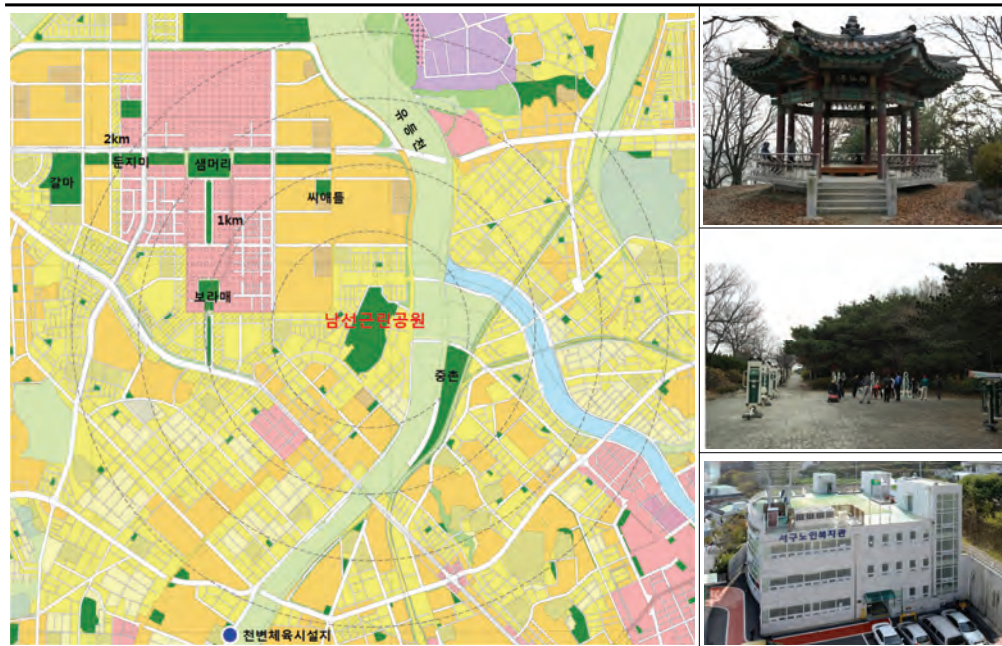 유등천
2km
둔지미
샘머리
갈마
씨애틀
1km
보라매
남선근린공원
중촌
천변체육시설지
서구노인복지관